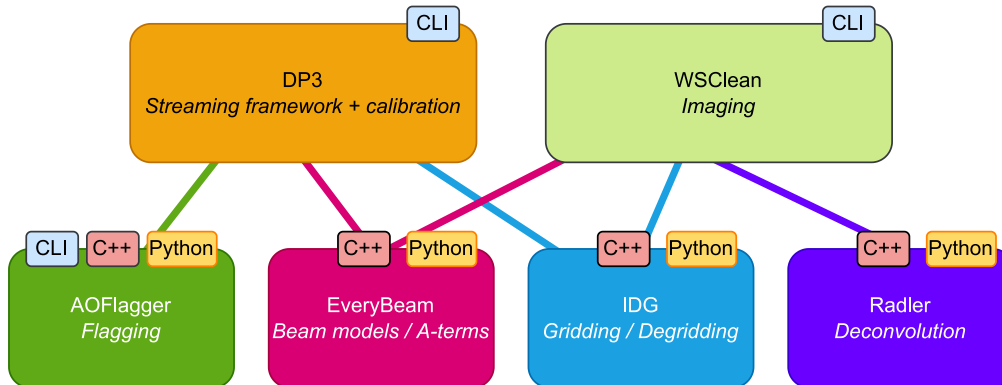 CLI
DP3
Streaming framework + calibration
CLI
WSClean
Imaging
CLI
C++
Python
AOFlagger
Flagging
C++
Python
EveryBeam
Beam models / A-terms
C++
Python
IDG
Gridding / Degridding
C++
Python
Radler
Deconvolution